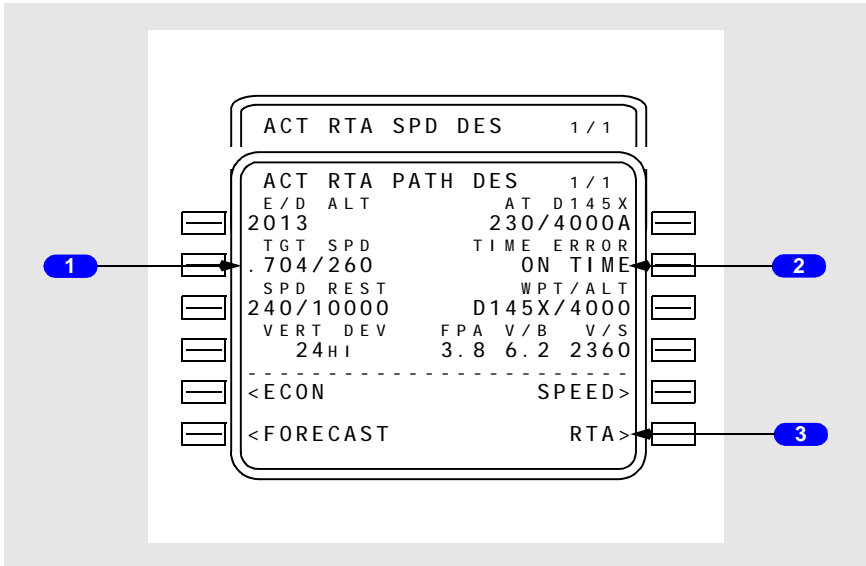 ACT RTA SPD DES 1/1
ACT RTA PATH DES 1/1
E/D ALT AT D145X
2013 230/4000A
TGT SPD TIME ERROR
1 .704/260 ON TIME 2
SPD REST WPT/ALT
240/10000 D145X/4000
VERT DEV FPA V/B V/S
24HI 3.8 6.2 2360
------------------------
<ECON SPEED>
<FORECAST RTA> 3